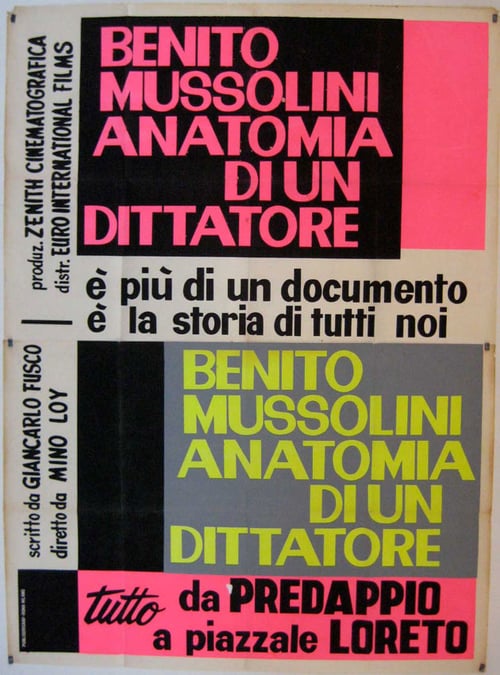 produz. ZENITH CINEMATOGRAFICA
distr. EURO INTERNATIONAL FILMS
BENITO
MUSSOLINI
ANATOMIA
DI UN
DITTATORE
è più di un documento
è la storia di tutti noi
scritto da GIANCARLO FUSCO
diretto da MINO LOY
BENITO
MUSSOLINI
ANATOMIA
DI UN
DITTATORE
tutto da PREDAPPIO
a piazzale LORETO